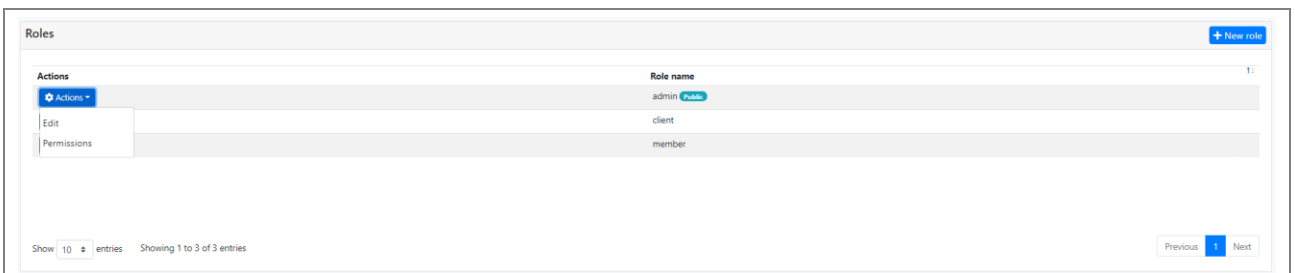 Roles
+ New role
Actions Role name
Actions admin Public
Edit client
Permissions member
Show 10 entries Showing 1 to 3 of 3 entries Previous 1 Next